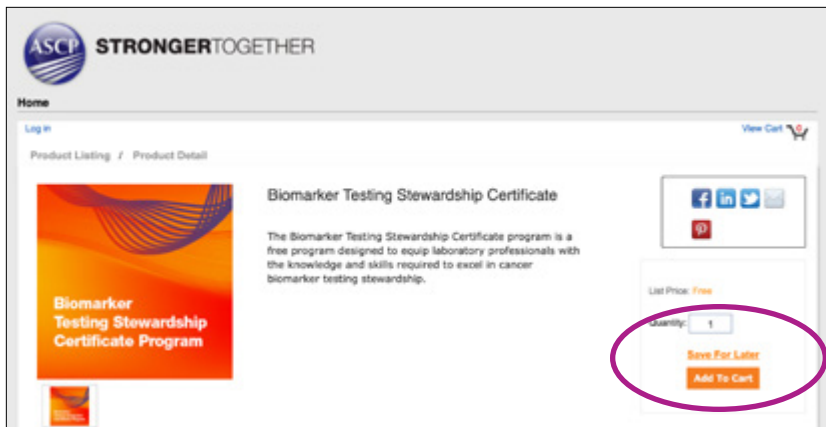 ASCP STRONGERTOGETHER
Home
Log in
View Cart 0
Product Listing / Product Detail
Biomarker
Testing Stewardship
Certificate Program
Biomarker Testing Stewardship Certificate
The Biomarker Testing Stewardship Certificate program is a
free program designed to equip laboratory professionals with
the knowledge and skills required to excel in cancer
biomarker testing stewardship.
List Price: Free
Quantity: 1
Save For Later
Add To Cart